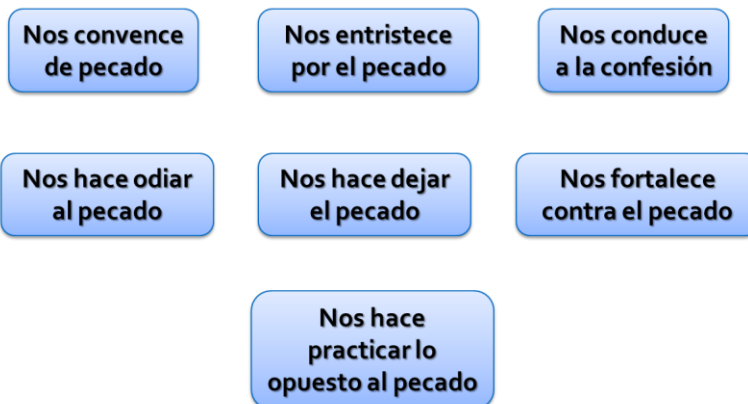 Nos convence
de pecado
Nos entristece
por el pecado
Nos conduce
a la confesión
Nos hace odiar
al pecado
Nos hace dejar
el pecado
Nos fortalece
contra el pecado
Nos hace
practicar lo
opuesto al pecado